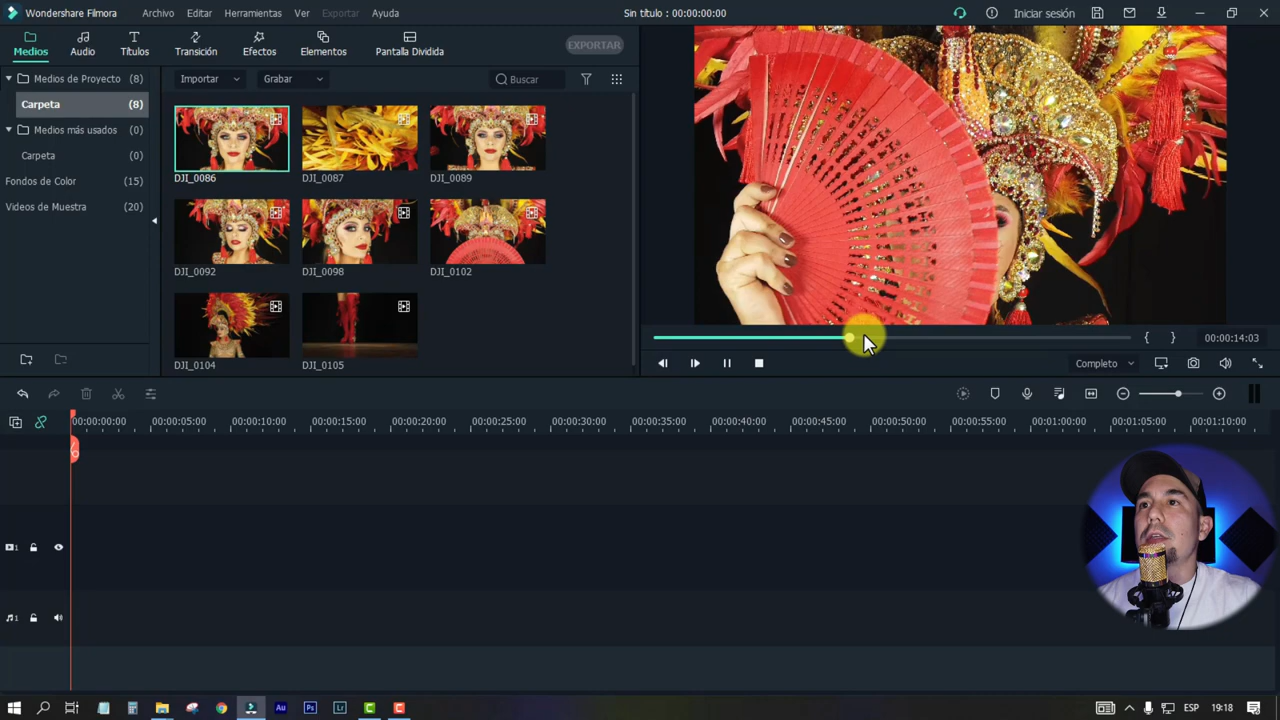 Wondershare Filmora
Archivo
Editar
Herramientas
Ver
Exportar
Ayuda
Sin título : 00:00:00:00
Iniciar sesión
Medios
Audio
Títulos
Transición
Efectos
Elementos
Pantalla Dividida
EXPORTAR
Medios de Proyecto (8)
Importar
Grabar
Buscar
Carpeta (8)
Medios más usados (0)
Carpeta (0)
Fondos de Color (15)
Videos de Muestra (20)
DJI_0086
DJI_0087
DJI_0089
DJI_0092
DJI_0098
DJI_0102
DJI_0104
DJI_0105
{ }
00:00:14:03
Completo
00:00:00:00
00:00:05:00
00:00:10:00
00:00:15:00
00:00:20:00
00:00:25:00
00:00:30:00
00:00:35:00
00:00:40:00
00:00:45:00
00:00:50:00
00:00:55:00
00:01:00:00
00:01:05:00
00:01:10:00
1
1
Au
Ps
Lr
C
C
ESP
19:18